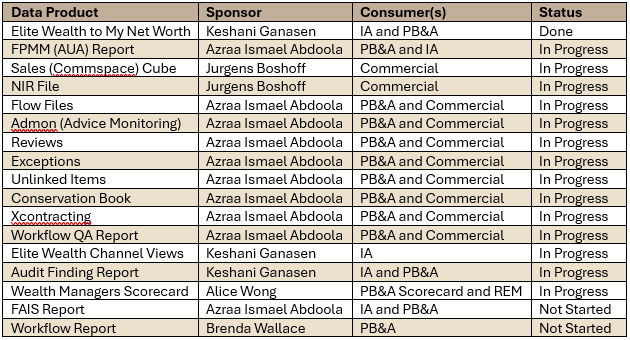 Data Product Sponsor Consumer(s) Status
Elite Wealth to My Net Worth Keshani Ganasen IA and PB&A Done
FPMM (AUA) Report Azraa Ismael Abdoola PB&A and IA In Progress
Sales (Commspace) Cube Jurgens Boshoff Commercial In Progress
NIR File Jurgens Boshoff Commercial In Progress
Flow Files Azraa Ismael Abdoola PB&A and Commercial In Progress
Admon (Advice Monitoring) Azraa Ismael Abdoola PB&A and Commercial In Progress
Reviews Azraa Ismael Abdoola PB&A and Commercial In Progress
Exceptions Azraa Ismael Abdoola PB&A and Commercial In Progress
Unlinked Items Azraa Ismael Abdoola PB&A and Commercial In Progress
Conservation Book Azraa Ismael Abdoola PB&A and Commercial In Progress
Xcontracting Azraa Ismael Abdoola PB&A and Commercial In Progress
Workflow QA Report Azraa Ismael Abdoola PB&A and Commercial In Progress
Elite Wealth Channel Views Keshani Ganasen IA In Progress
Audit Finding Report Keshani Ganasen IA and PB&A In Progress
Wealth Managers Scorecard Alice Wong PB&A Scorecard and REM In Progress
FAIS Report Azraa Ismael Abdoola IA and PB&A Not Started
Workflow Report Brenda Wallace PB&A Not Started